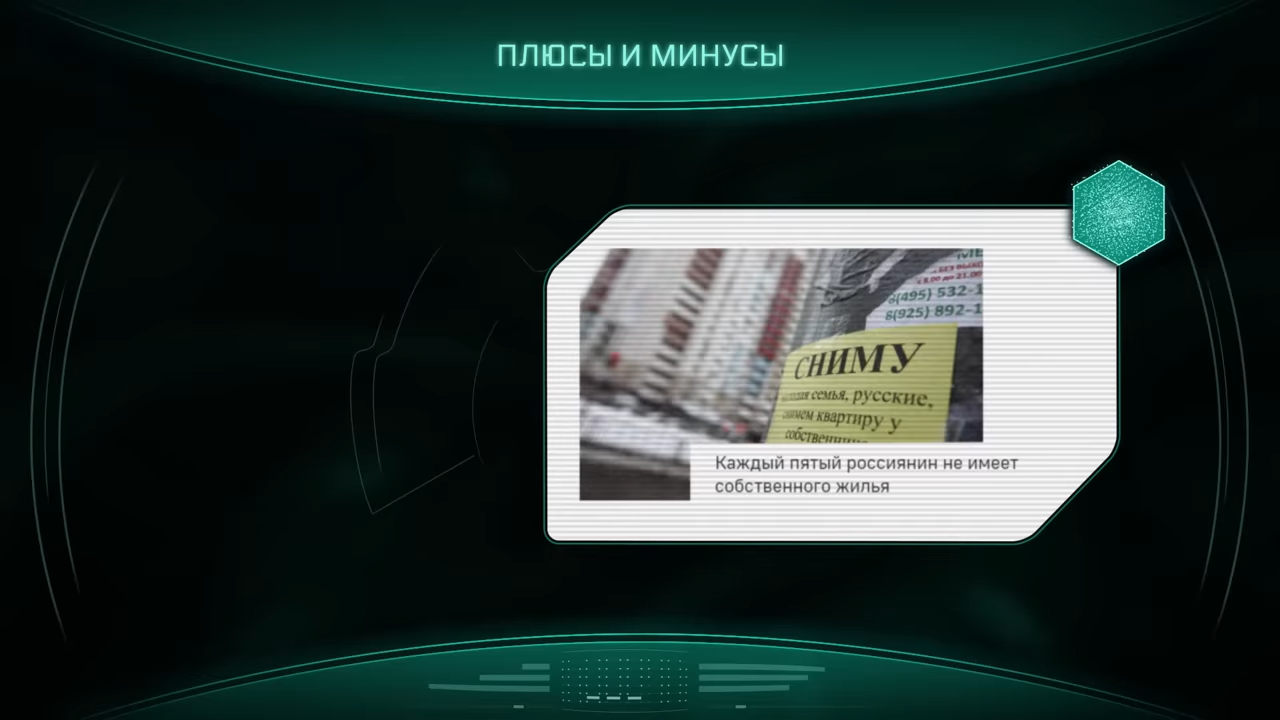 ПЛЮСЫ И МИНУСЫ
8(495) 532-1
8(925) 892-1
СНИМУ
семья, русские,
снимем квартиру у
Каждый пятый россиянин не имеет
собственного жилья